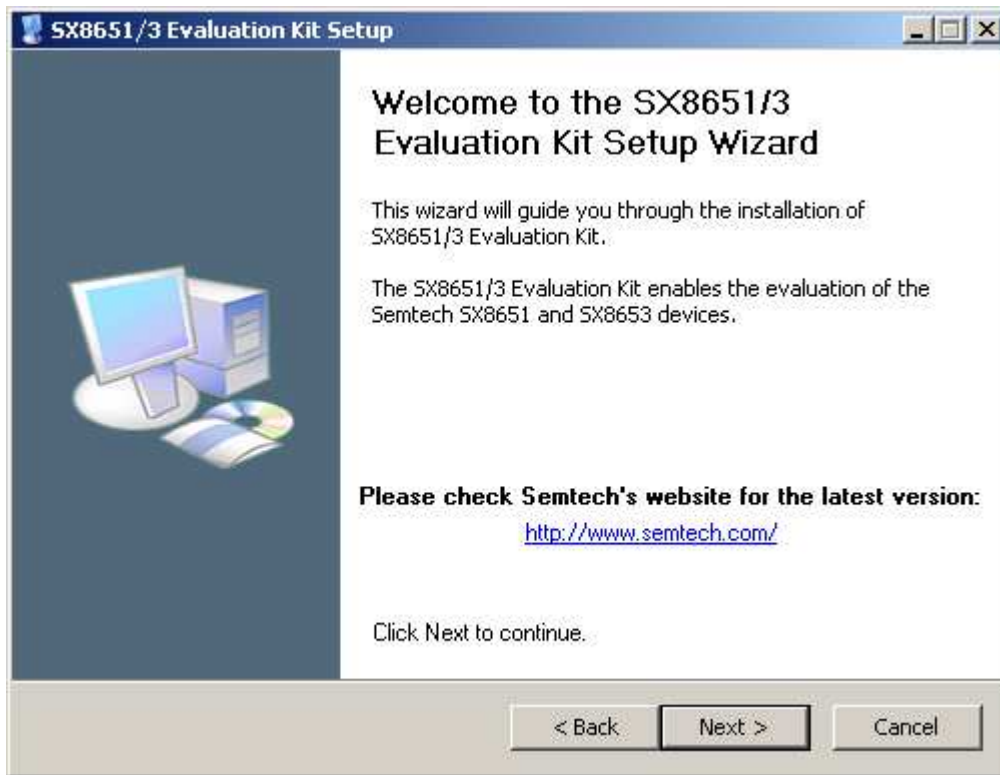 SX8651/3 Evaluation Kit Setup
Welcome to the SX8651/3
Evaluation Kit Setup Wizard
This wizard will guide you through the installation of
SX8651/3 Evaluation Kit.
The SX8651/3 Evaluation Kit enables the evaluation of the
Semtech SX8651 and SX8653 devices.
Please check Semtech's website for the latest version:
http://www.semtech.com/
Click Next to continue.
< Back Next > Cancel